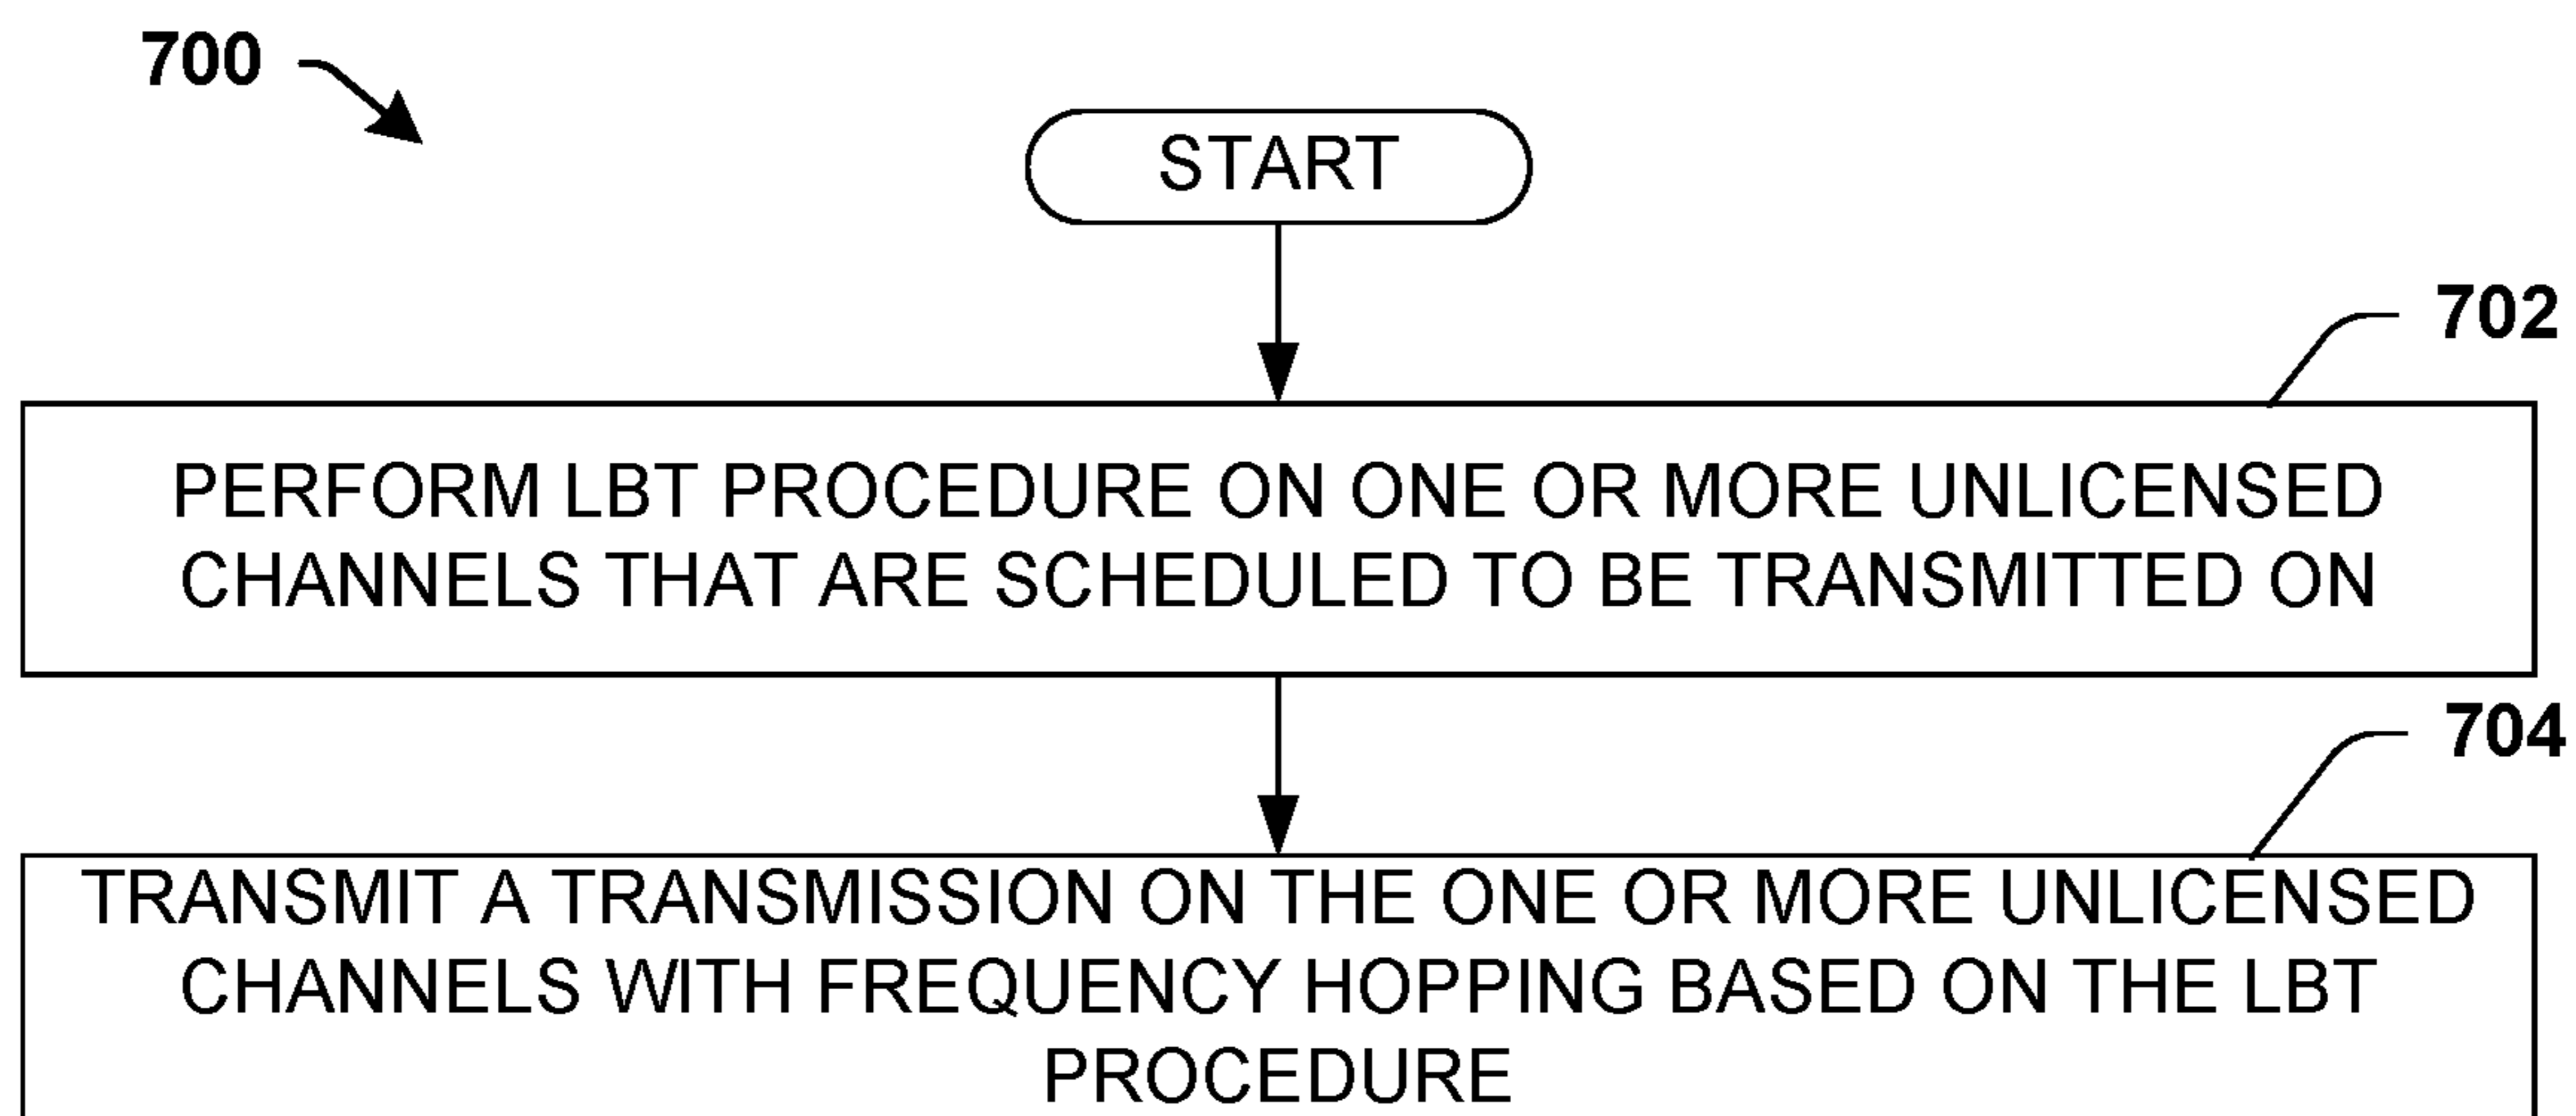 700
START
702
PERFORM LBT PROCEDURE ON ONE OR MORE UNLICENSED
CHANNELS THAT ARE SCHEDULED TO BE TRANSMITTED ON
704
TRANSMIT A TRANSMISSION ON THE ONE OR MORE UNLICENSED
CHANNELS WITH FREQUENCY HOPPING BASED ON THE LBT
PROCEDURE